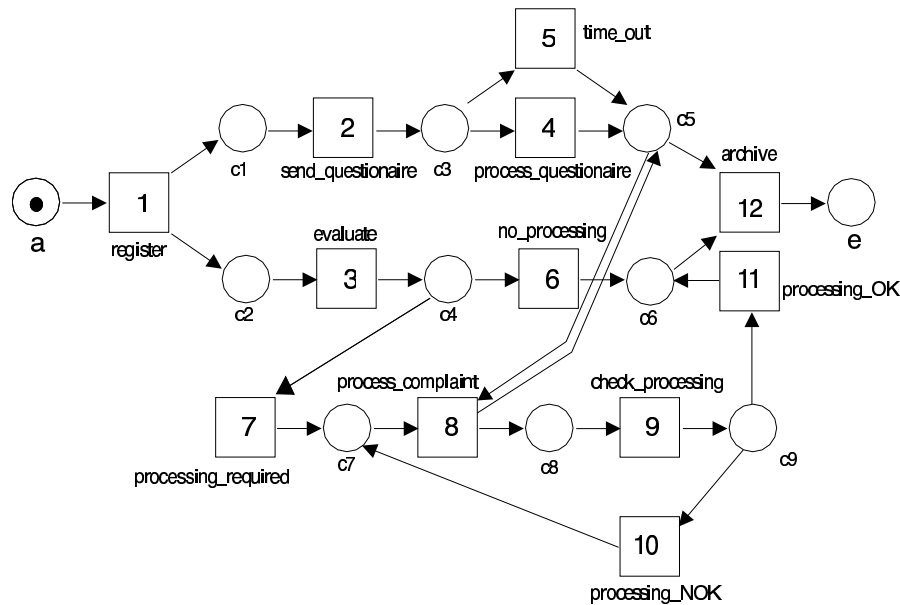 5
time_out
c1
2
send_questionaire
c3
4
process_questionaire
c5
archive
12
a
1
register
e
evaluate
no_processing
c2
3
c4
6
c6
11
processing_OK
process_complaint
check_processing
7
processing_required
c7
8
c8
9
c9
10
processing_NOK